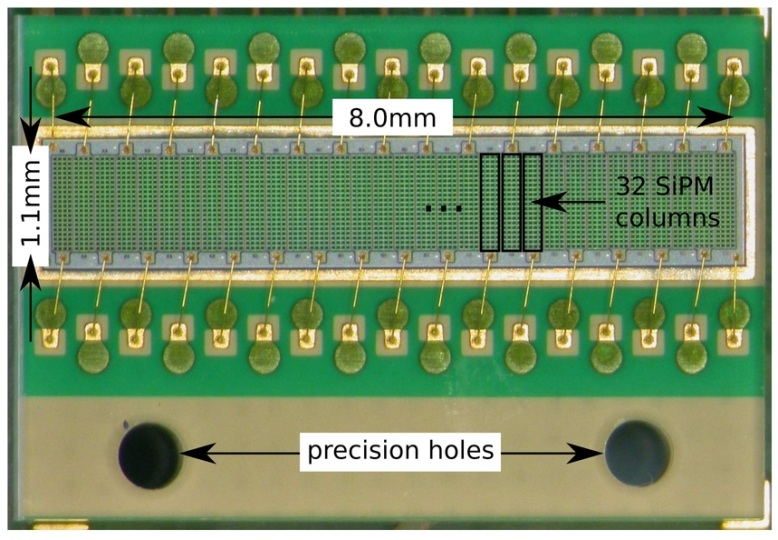 8.0mm
1.1mm
...
32 SiPM
columns
precision holes